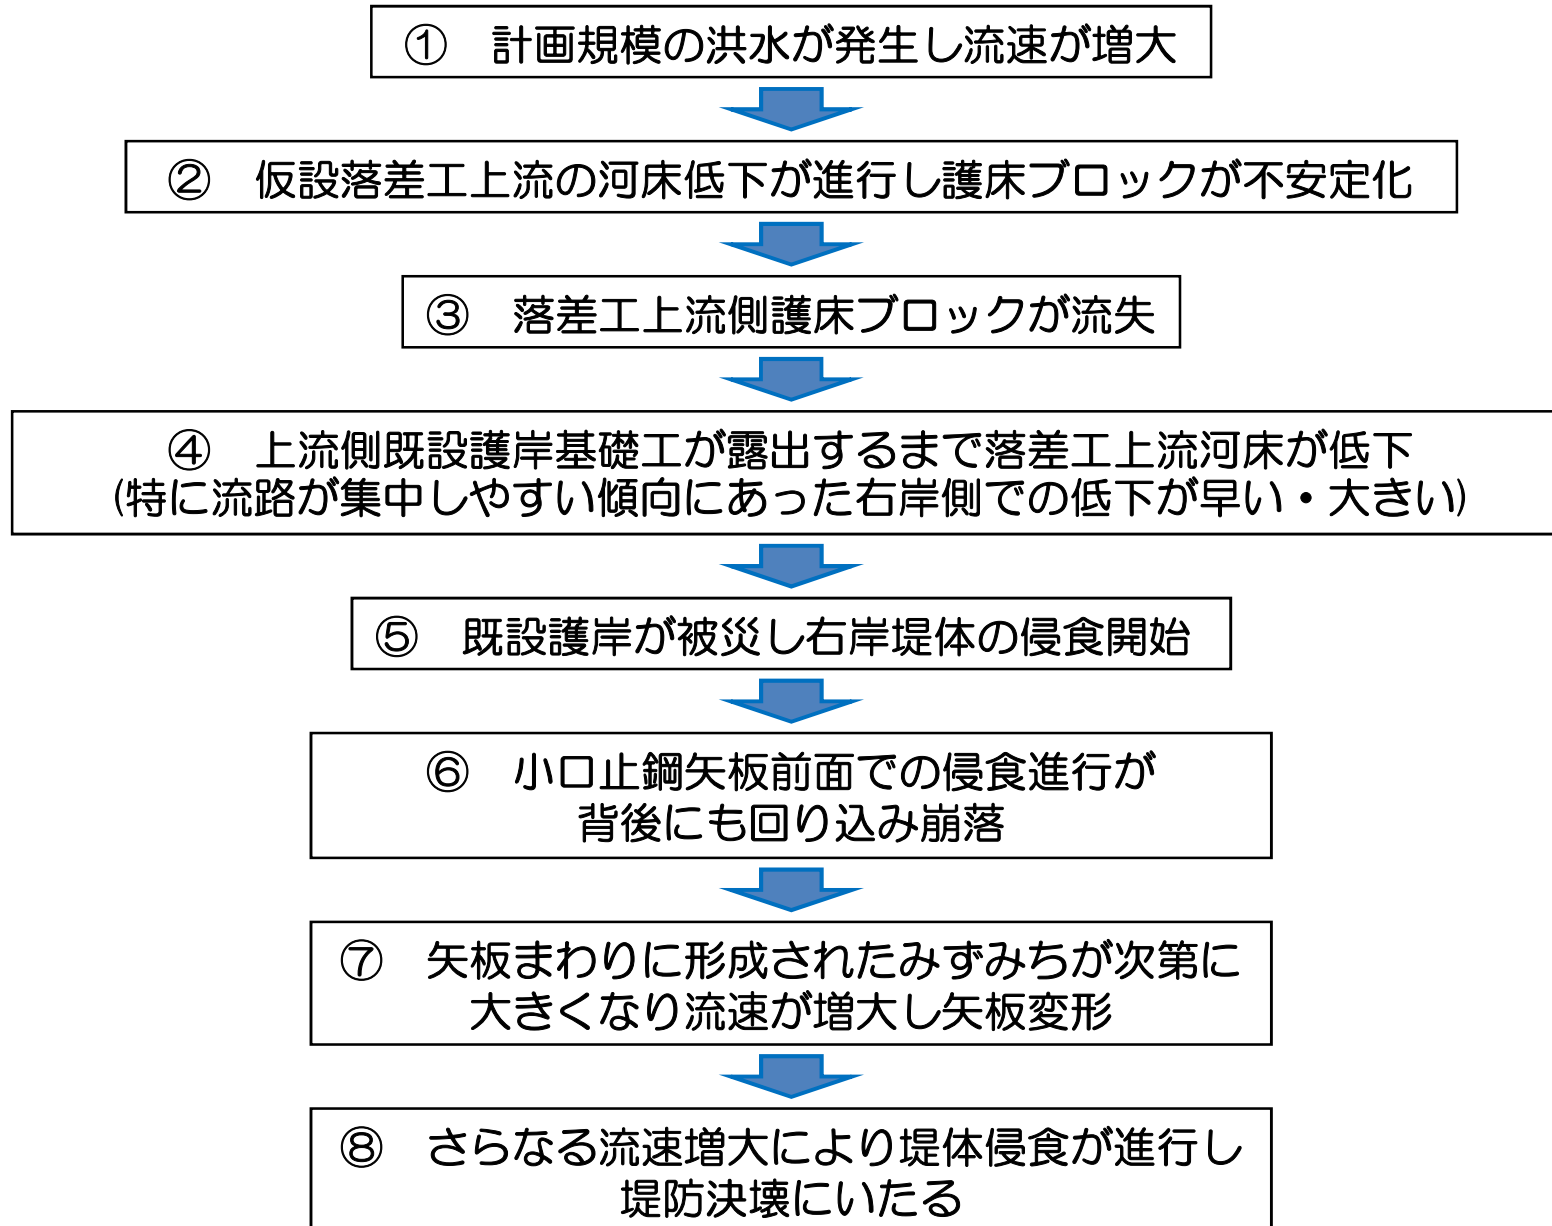 ① 計画規模の洪水が発生し流速が増大
② 仮設落差工上流の河床低下が進行し護床ブロックが不安定化
③ 落差工上流側護床ブロックが流失
④ 上流側既設護岸基礎工が露出するまで落差工上流河床が低下
(特に流路が集中しやすい傾向にあった右岸側での低下が早い・大きい)
⑤ 既設護岸が被災し右岸堤体の侵食開始
⑥ 小口止鋼矢板前面での侵食進行が
背後にも回り込み崩落
⑦ 矢板まわりに形成されたみずみちが次第に
大きくなり流速が増大し矢板変形
⑧ さらなる流速増大により堤体侵食が進行し
堤防決壊にいたる